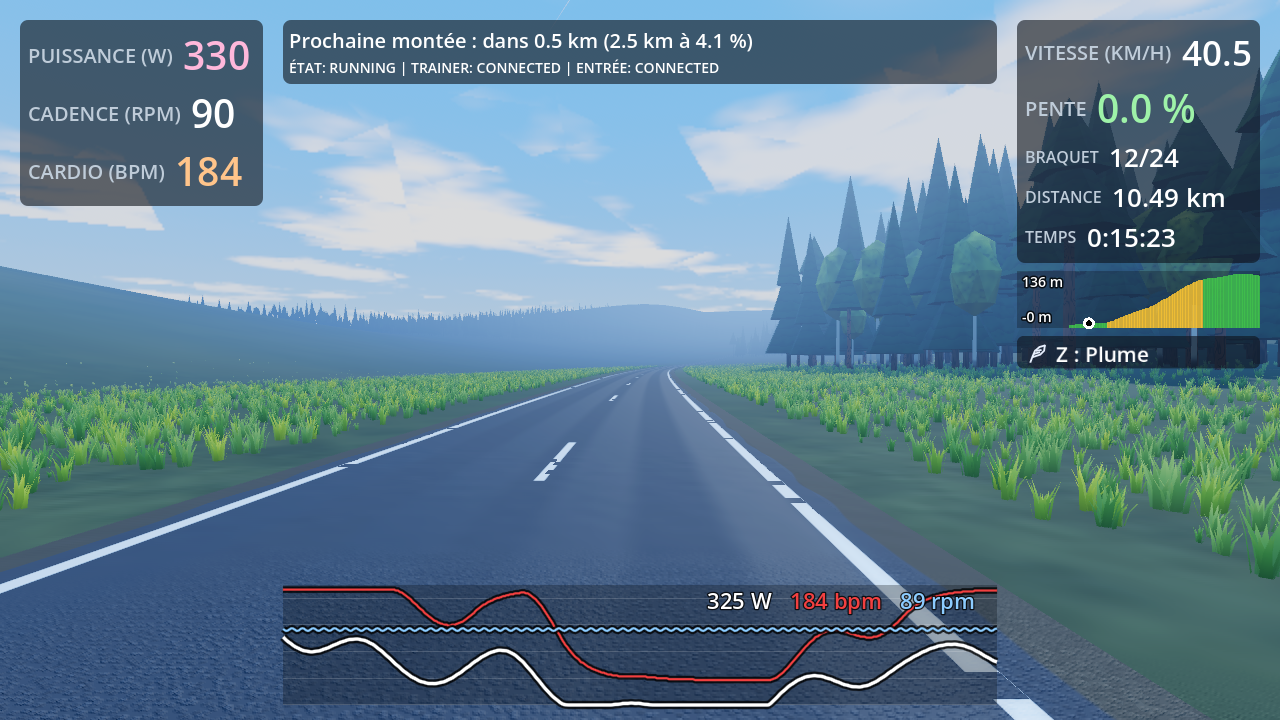 PUISSANCE (W) 330
CADENCE (RPM) 90
CARDIO (BPM) 184
Prochaine montée : dans 0.5 km (2.5 km à 4.1 %)
ÉTAT: RUNNING | TRAINER: CONNECTED | ENTRÉE: CONNECTED
VITESSE (KM/H) 40.5
PENTE 0.0 %
BRAQUET 12/24
DISTANCE 10.49 km
TEMPS 0:15:23
136 m
-0 m
Z : Plume
325 W 184 bpm 89 rpm